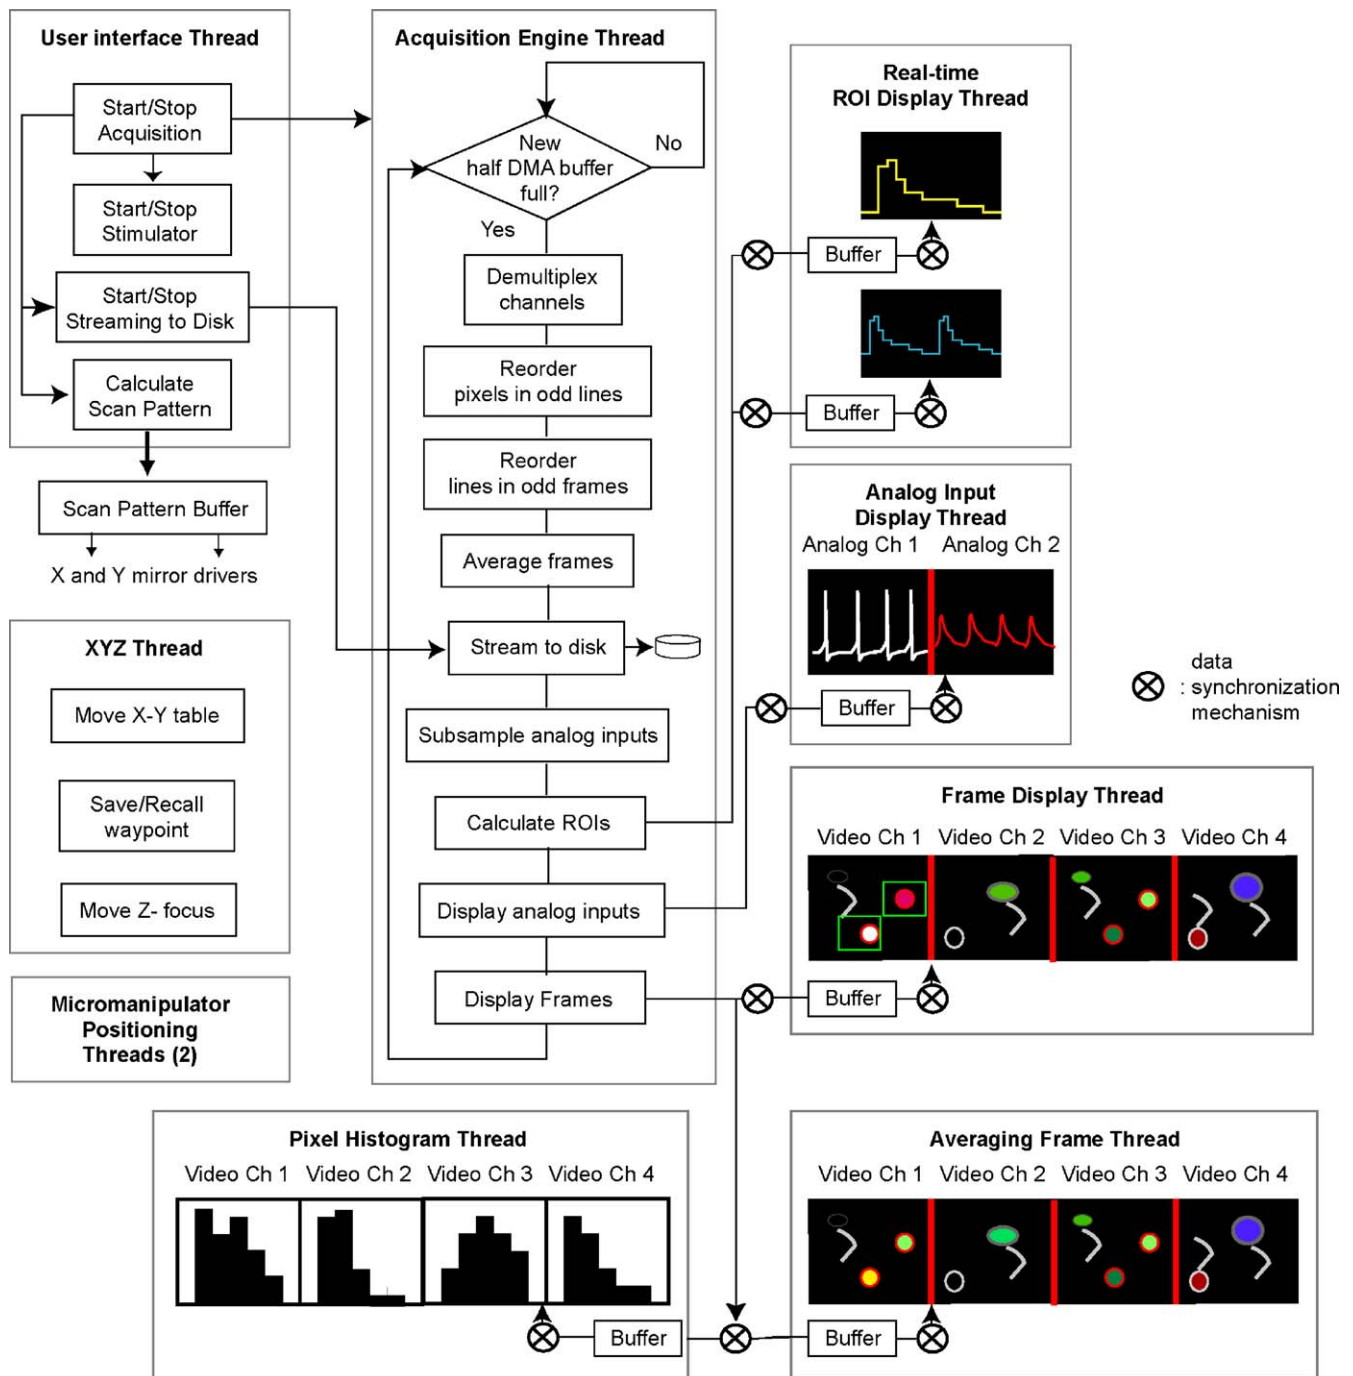 User interface Thread
Start/Stop
Acquisition
Start/Stop
Stimulator
Start/Stop
Streaming to Disk
Calculate
Scan Pattern
Scan Pattern Buffer
X and Y mirror drivers
XYZ Thread
Move X-Y table
Save/Recall
waypoint
Move Z- focus
Micromanipulator
Positioning
Threads (2)
Acquisition Engine Thread
New
half DMA buffer
full?
No
Yes
Demultiplex
channels
Reorder
pixels in odd lines
Reorder
lines in odd frames
Average frames
Stream to disk
Subsample analog inputs
Calculate ROIs
Display analog inputs
Display Frames
Real-time
ROI Display Thread
Buffer
Buffer
Analog Input
Display Thread
Analog Ch 1 Analog Ch 2
Buffer
data
: synchronization
mechanism
Frame Display Thread
Video Ch 1 Video Ch 2 Video Ch 3 Video Ch 4
Buffer
Pixel Histogram Thread
Video Ch 1 Video Ch 2 Video Ch 3 Video Ch 4
Buffer
Averaging Frame Thread
Video Ch 1 Video Ch 2 Video Ch 3 Video Ch 4
Buffer